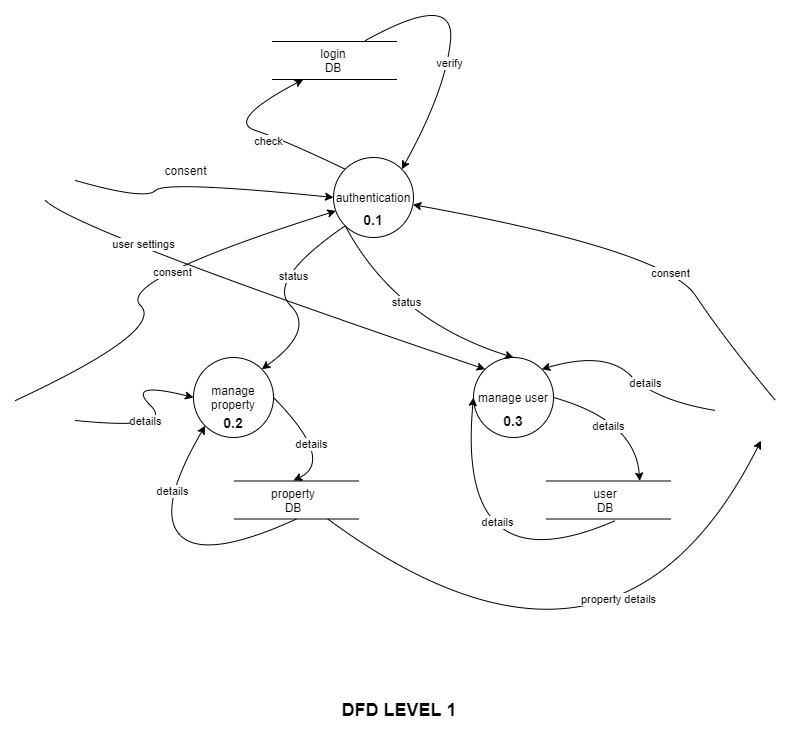 login
DB
verify
check
consent
authentication
0.1
user settings
consent
status
consent
status
manage
property
0.2
manage user
0.3
details
details
details
details
details
property
DB
user
DB
details
details
property details
DFD LEVEL 1